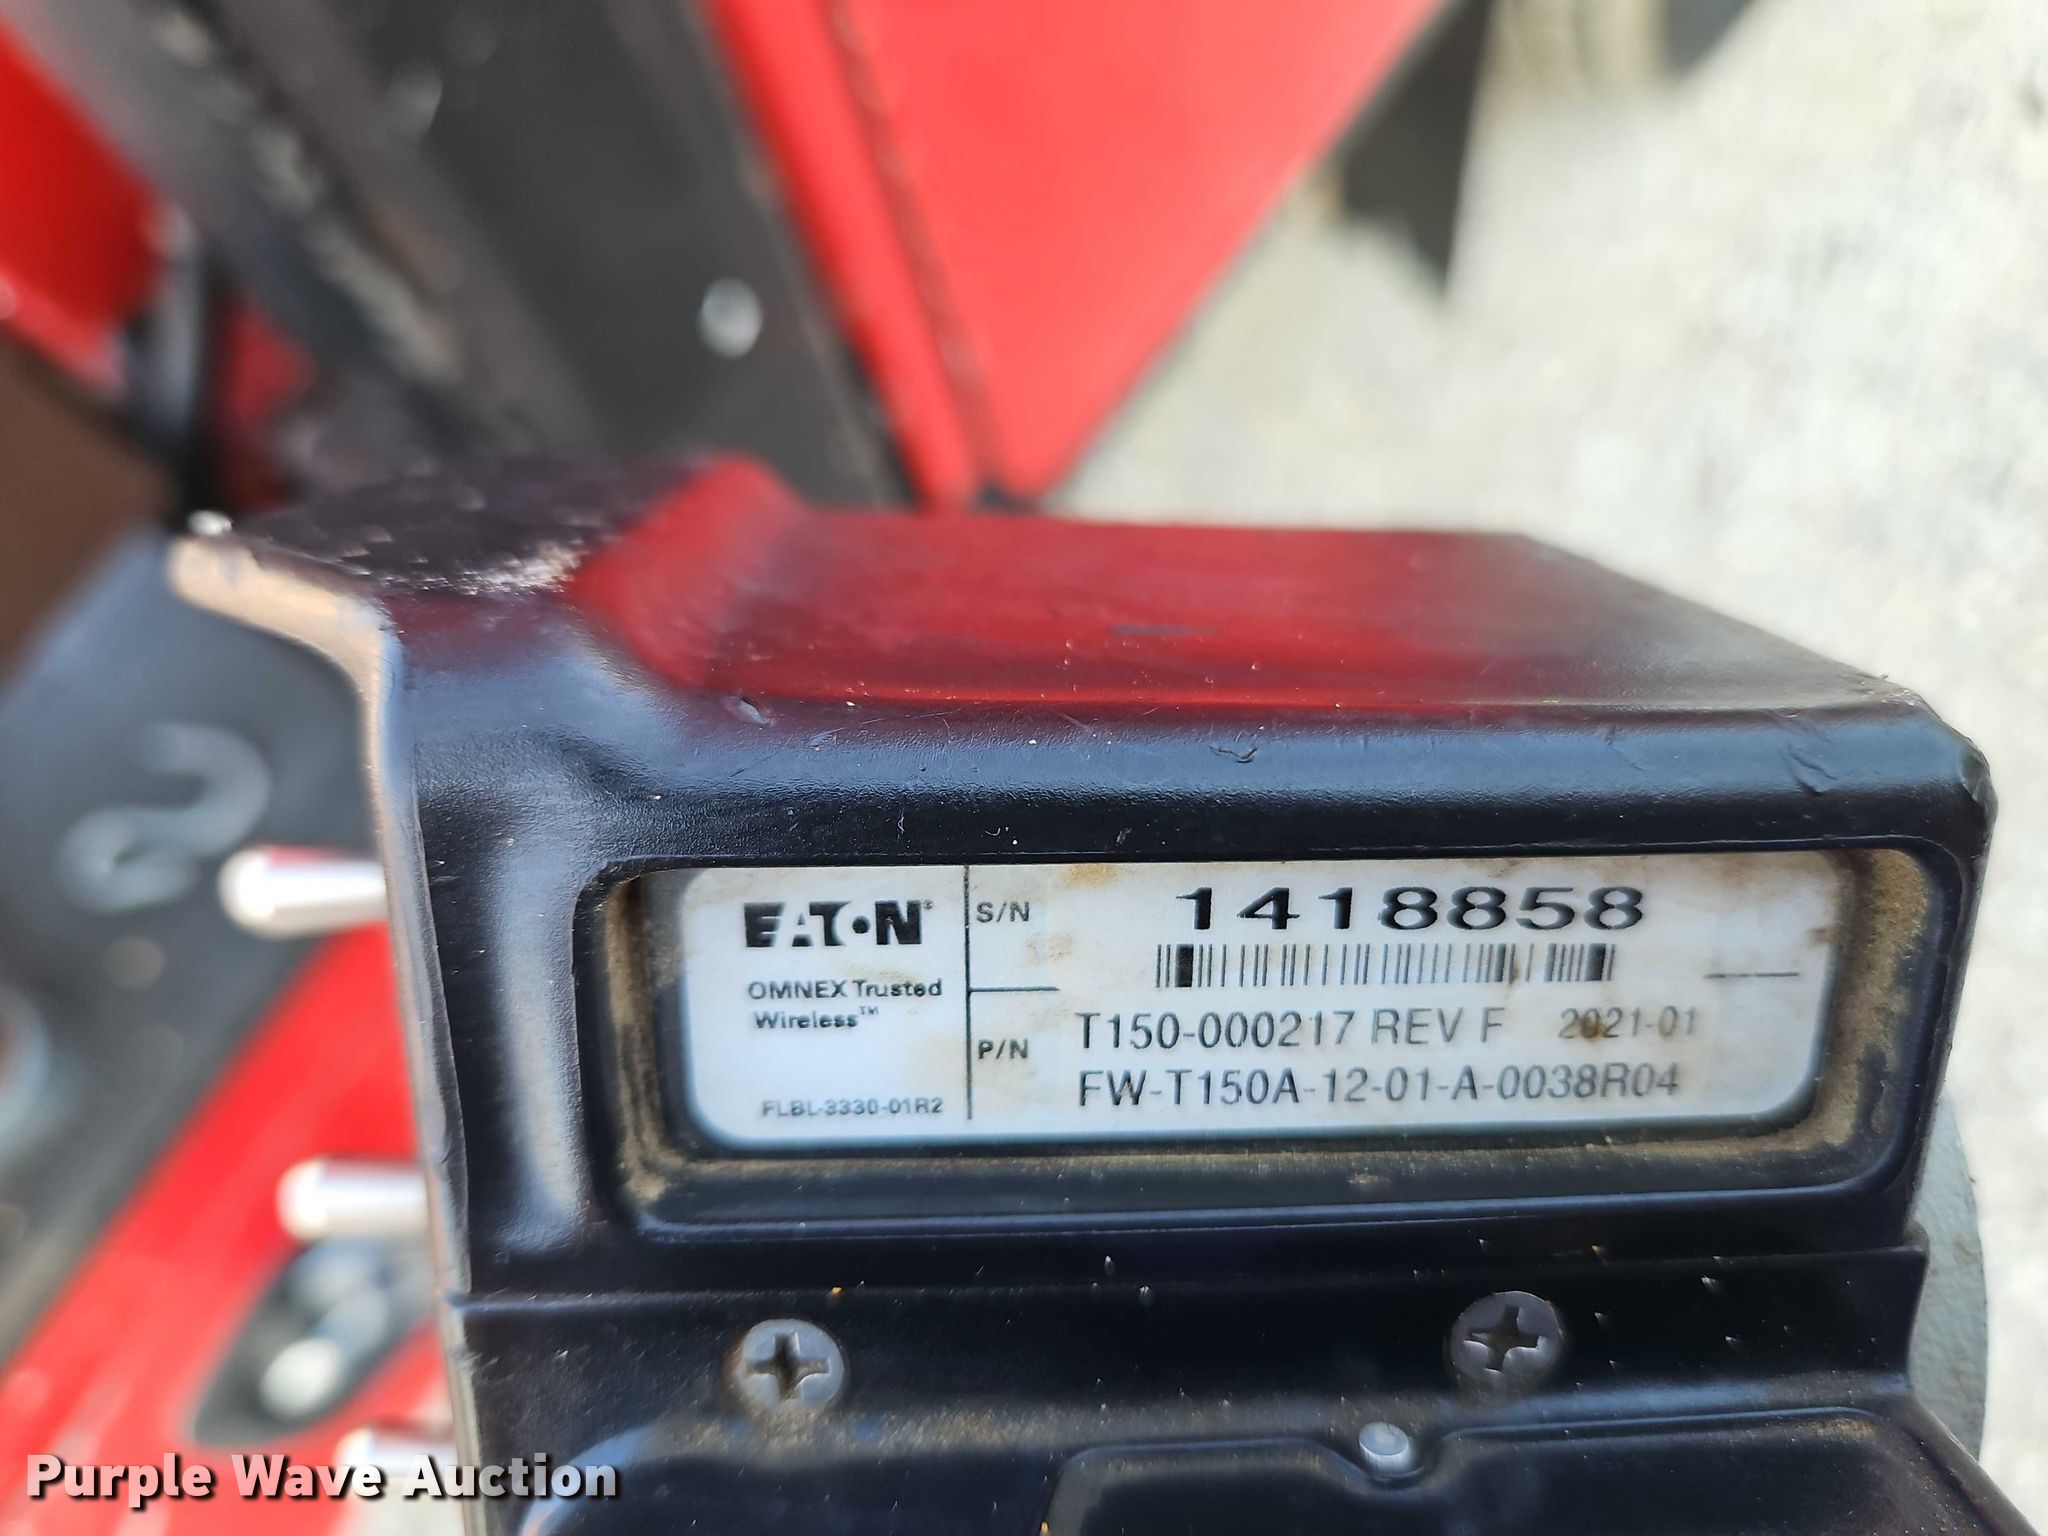 EATON®
OMNEX Trusted
Wireless™
FLBL-3330-01R2
S/N 1418858
P/N T150-000217 REV F 2021-01
FW-T150A-12-01-A-0038R04
Purple Wave Auction